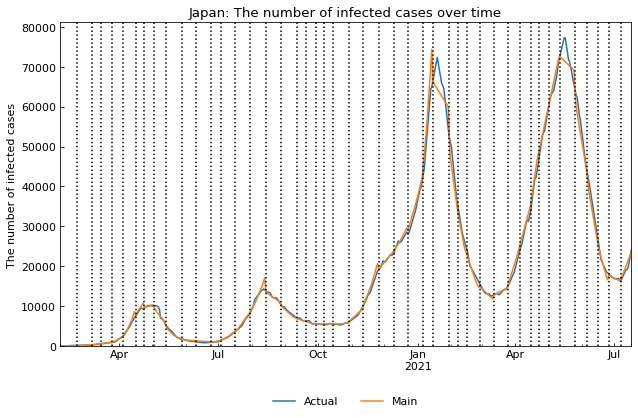 Japan: The number of infected cases over time
The number of infected cases
80000
70000
60000
50000
40000
30000
20000
10000
0
Apr Jul Oct Jan Apr Jul
2021
Actual Main